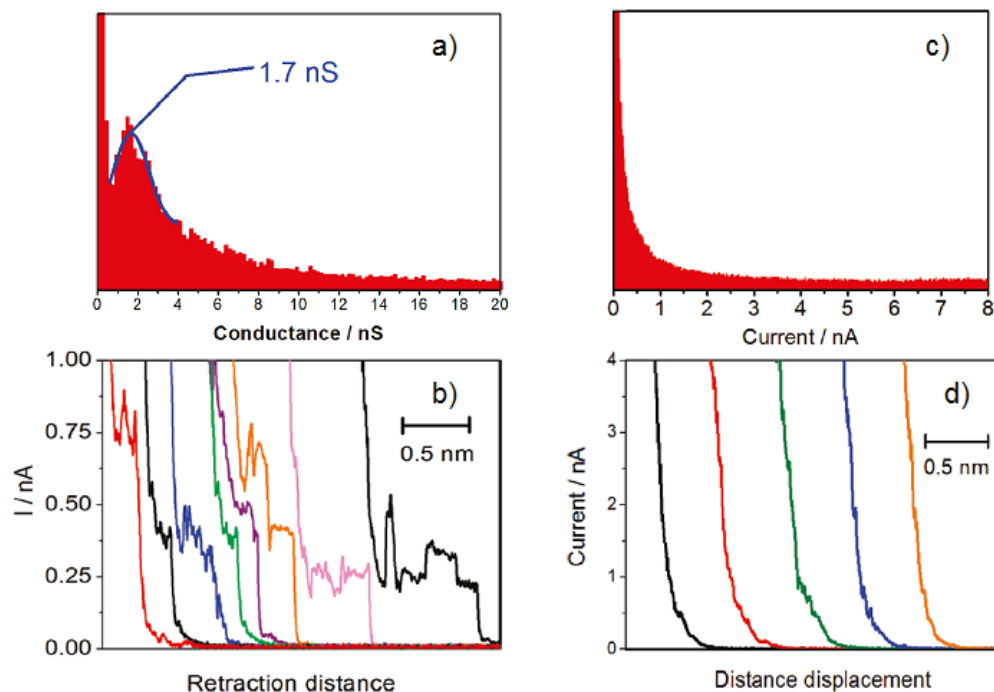 a)
1.7 nS
0 2 4 6 8 10 12 14 16 18 20
Conductance / nS
c)
0 1 2 3 4 5 6 7 8
Current / nA
b)
1.00
0.75
0.50
0.25
0.00
I / nA
0.5 nm
Retraction distance
d)
4
3
2
1
0
Current / nA
0.5 nm
Distance displacement